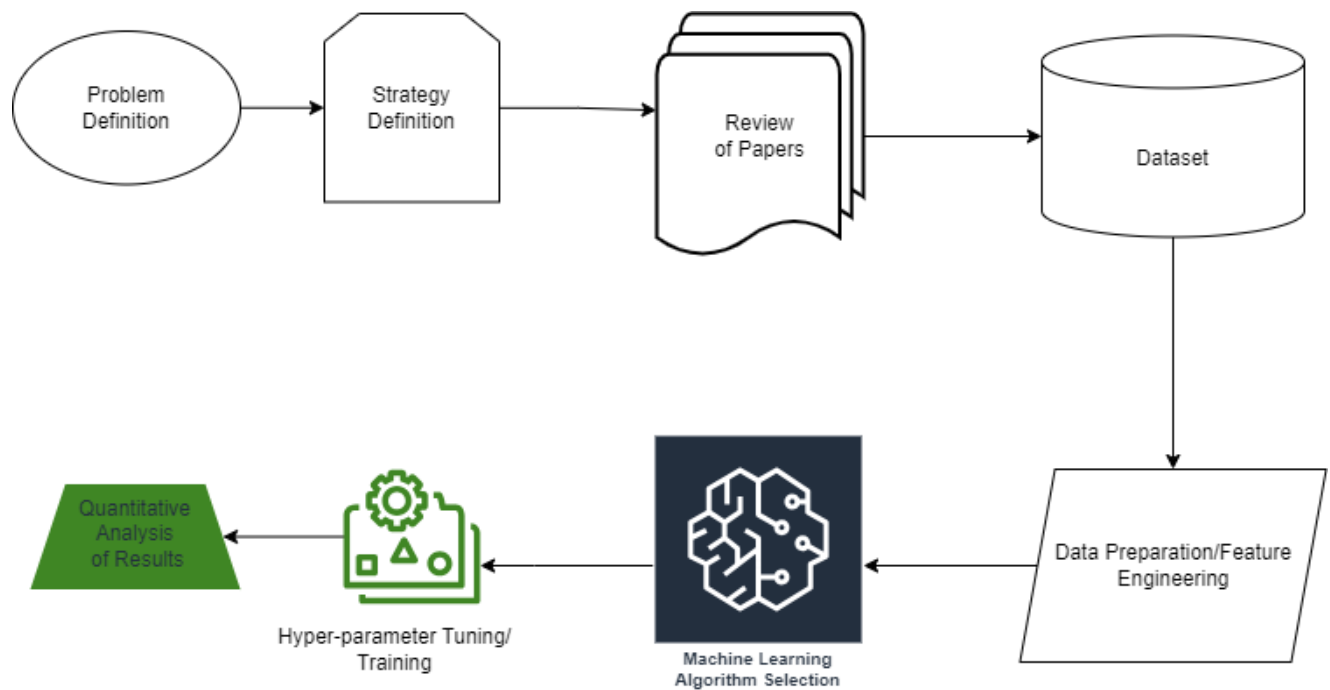 Problem
Definition
Strategy
Definition
Review
of Papers
Dataset
Data Preparation/Feature
Engineering
Machine Learning
Algorithm Selection
Hyper-parameter Tuning/
Training
Quantitative
Analysis
of Results